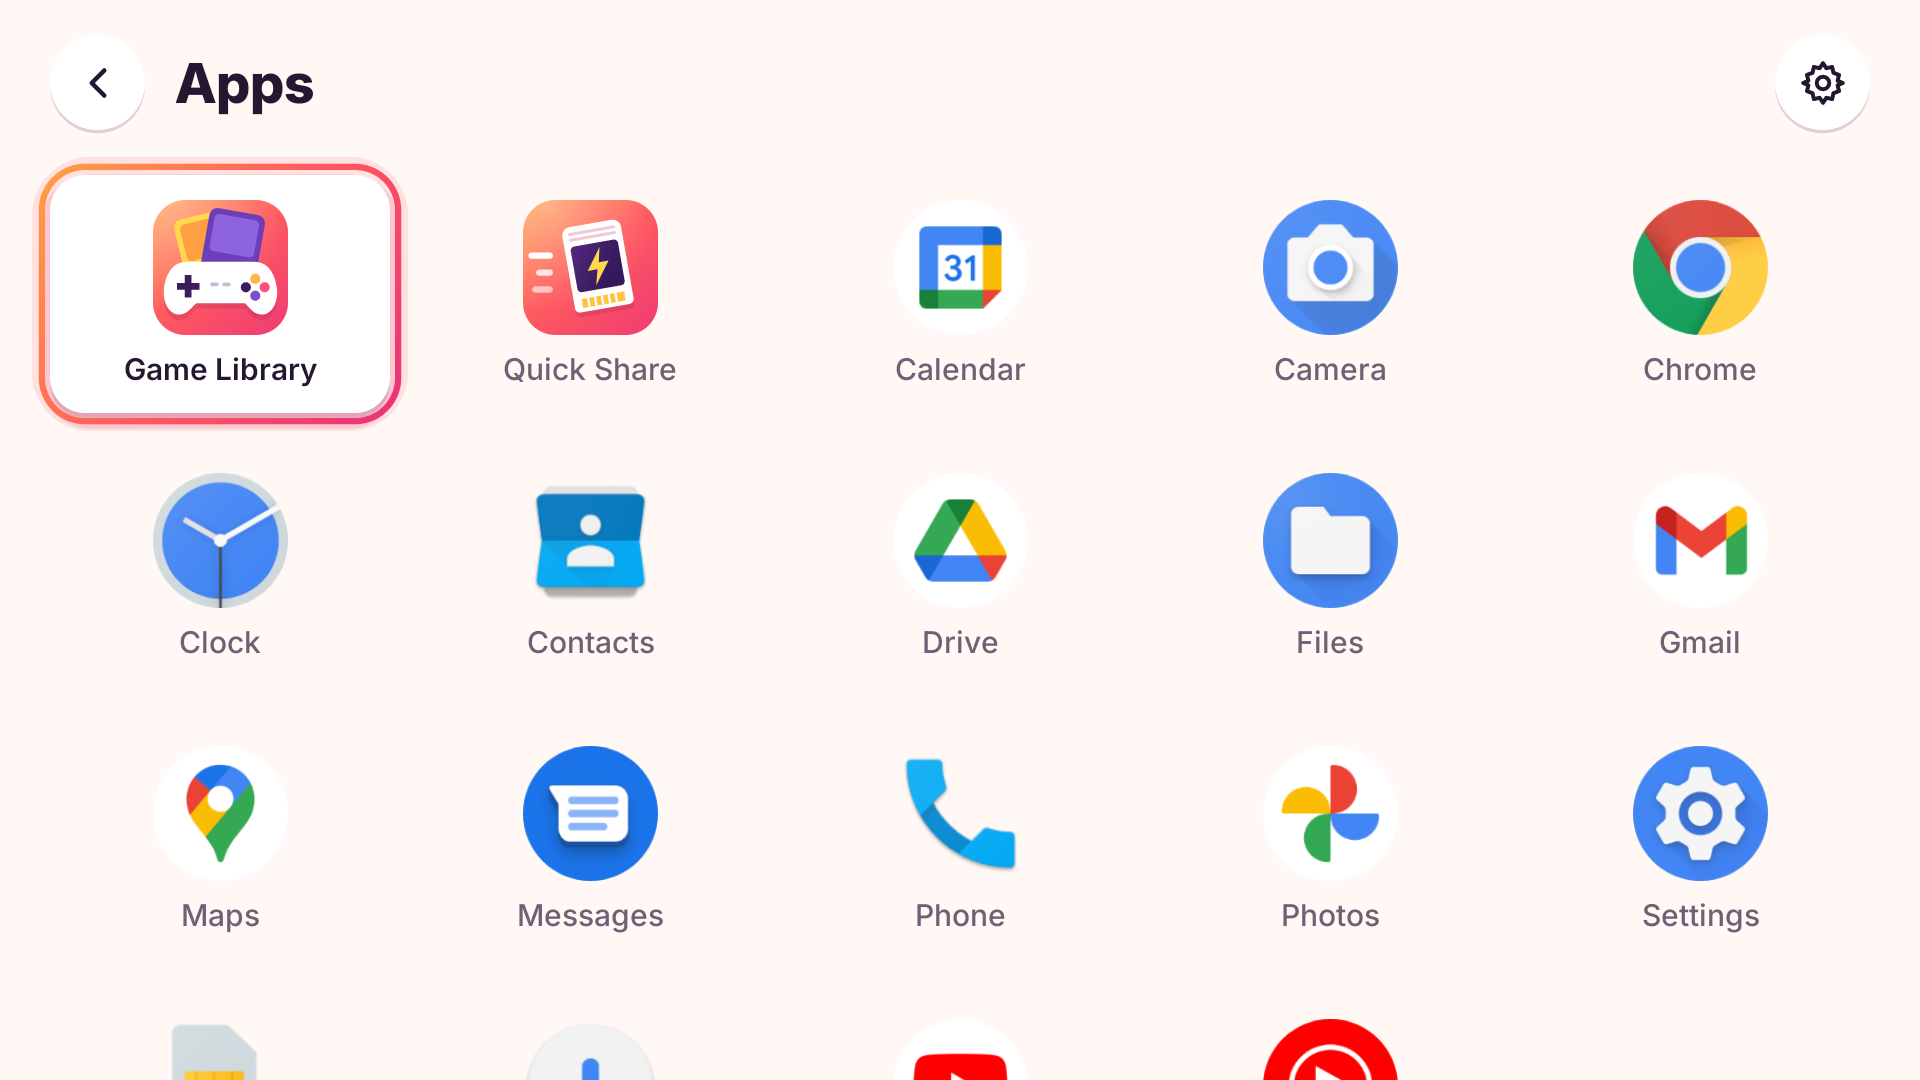 Apps
Game Library
Quick Share
31
Calendar
Camera
Chrome
Clock
Contacts
Drive
Files
Gmail
Maps
Messages
Phone
Photos
Settings